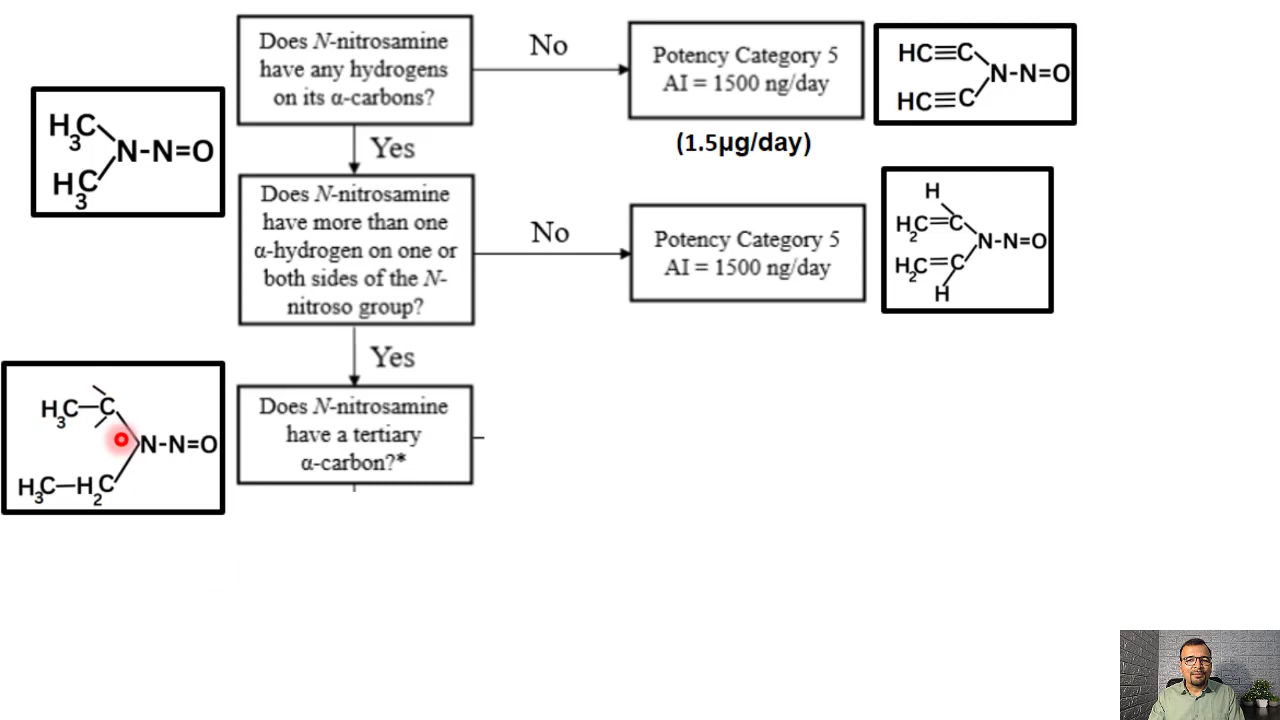 Does N-nitrosamine
have any hydrogens
on its α-carbons?
No
Potency Category 5
AI = 1500 ng/day
(1.5µg/day)
HC≡C
N-N=O
HC≡C
H3C
N-N=O
H3C
Yes
Does N-nitrosamine
have more than one
α-hydrogen on one or
both sides of the N-
nitroso group?
No
Potency Category 5
AI = 1500 ng/day
H
H2C=C
N-N=O
H2C=C
H
Yes
Does N-nitrosamine
have a tertiary
α-carbon?*
H3C–C
N-N=O
H3C–H2C